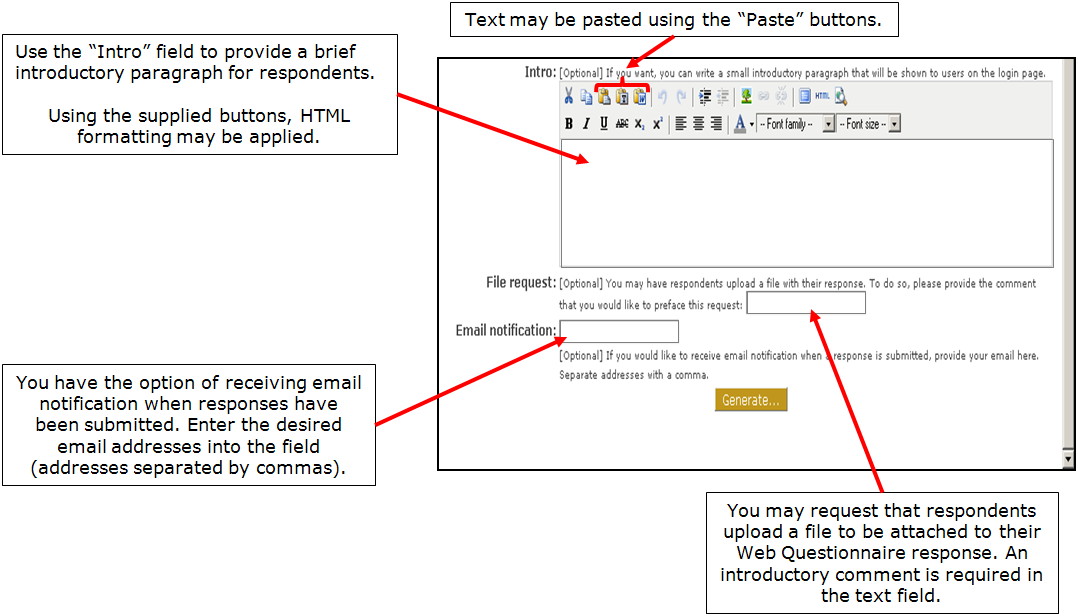 Text may be pasted using the “Paste” buttons.
Use the “Intro” field to provide a brief
introductory paragraph for respondents.
Using the supplied buttons, HTML
formatting may be applied.
Intro: [Optional] If you want, you can write a small introductory paragraph that will be shown to users on the login page.
HTML
B I U ABC X₂ X² A -- Font family -- -- Font size --
File request: [Optional] You may have respondents upload a file with their response. To do so, please provide the comment
that you would like to preface this request:
Email notification:
[Optional] If you would like to receive email notification when a response is submitted, provide your email here.
Separate addresses with a comma.
Generate...
You have the option of receiving email
notification when responses have
been submitted. Enter the desired
email addresses into the field
(addresses separated by commas).
You may request that respondents
upload a file to be attached to their
Web Questionnaire response. An
introductory comment is required in
the text field.